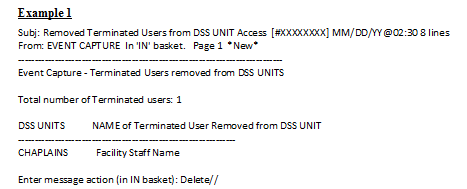 Example 1
Subj: Removed Terminated Users from DSS UNIT Access [#XXXXXXXX] MM/DD/YY@02:30 8 lines
From: EVENT CAPTURE In 'IN' basket. Page 1 *New*
-------------------------------------------------------------------------------
Event Capture - Terminated Users removed from DSS UNITS
Total number of Terminated users: 1
DSS UNITS NAME of Terminated User Removed from DSS UNIT
-----------------------------------------------------------------
CHAPLAINS Facility Staff Name
Enter message action (in IN basket): Delete//